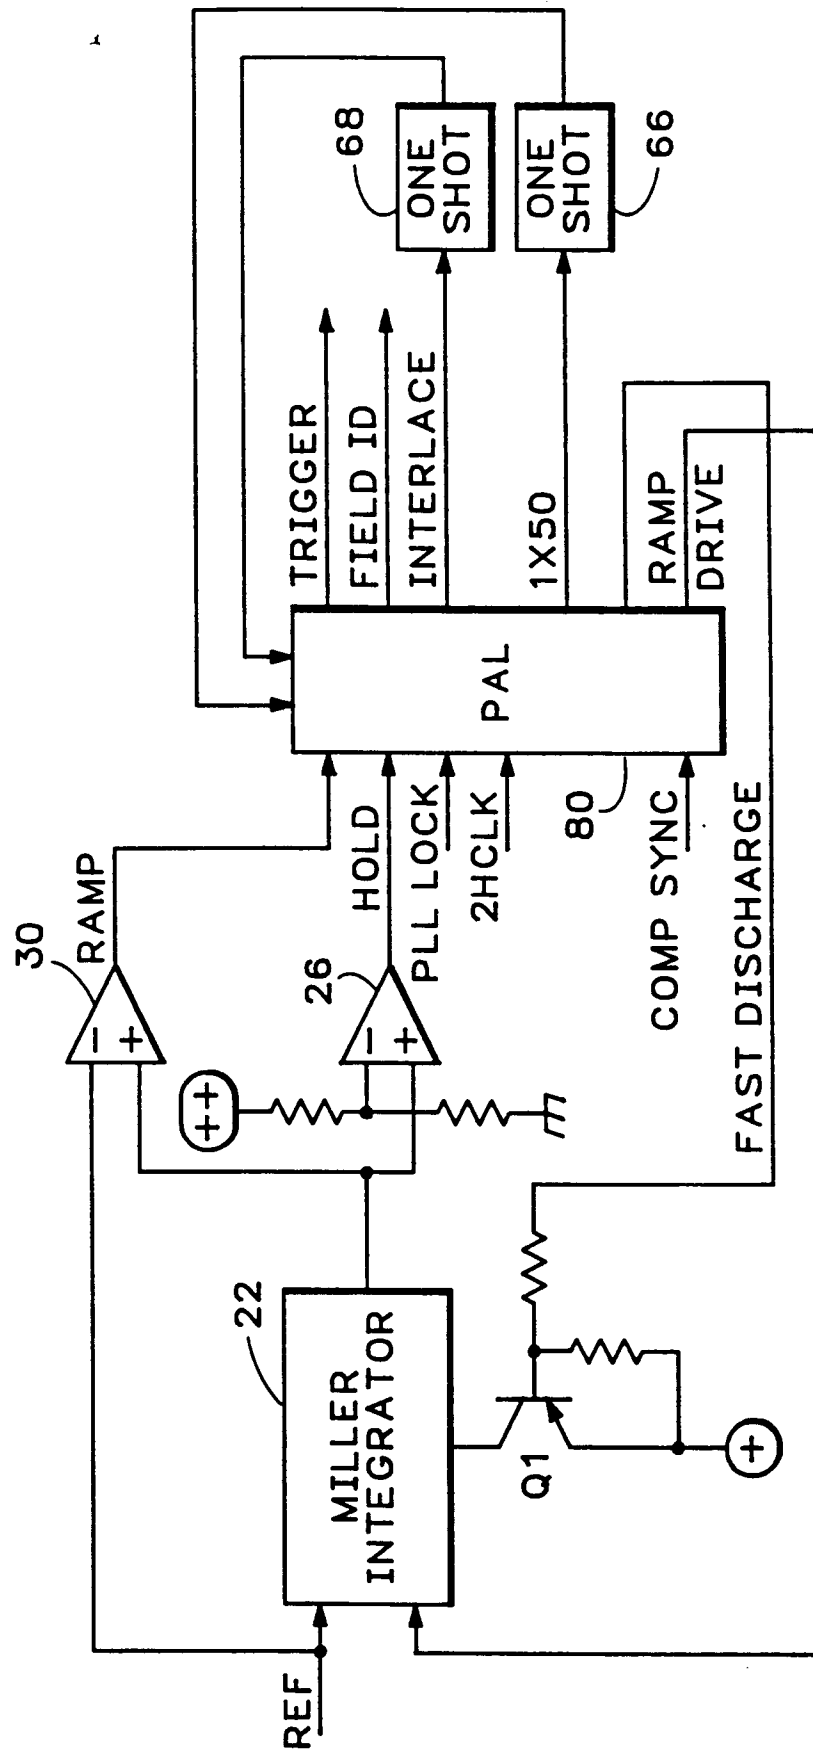 REF
MILLER
INTEGRATOR
22
Q1
+
++
30
RAMP
-
+
26
HOLD
-
+
PLL LOCK
2HCLK
80
COMP SYNC
FAST DISCHARGE
PAL
TRIGGER
FIELD ID
INTERLACE
1X50
RAMP
DRIVE
68
ONE
SHOT
ONE
SHOT
66